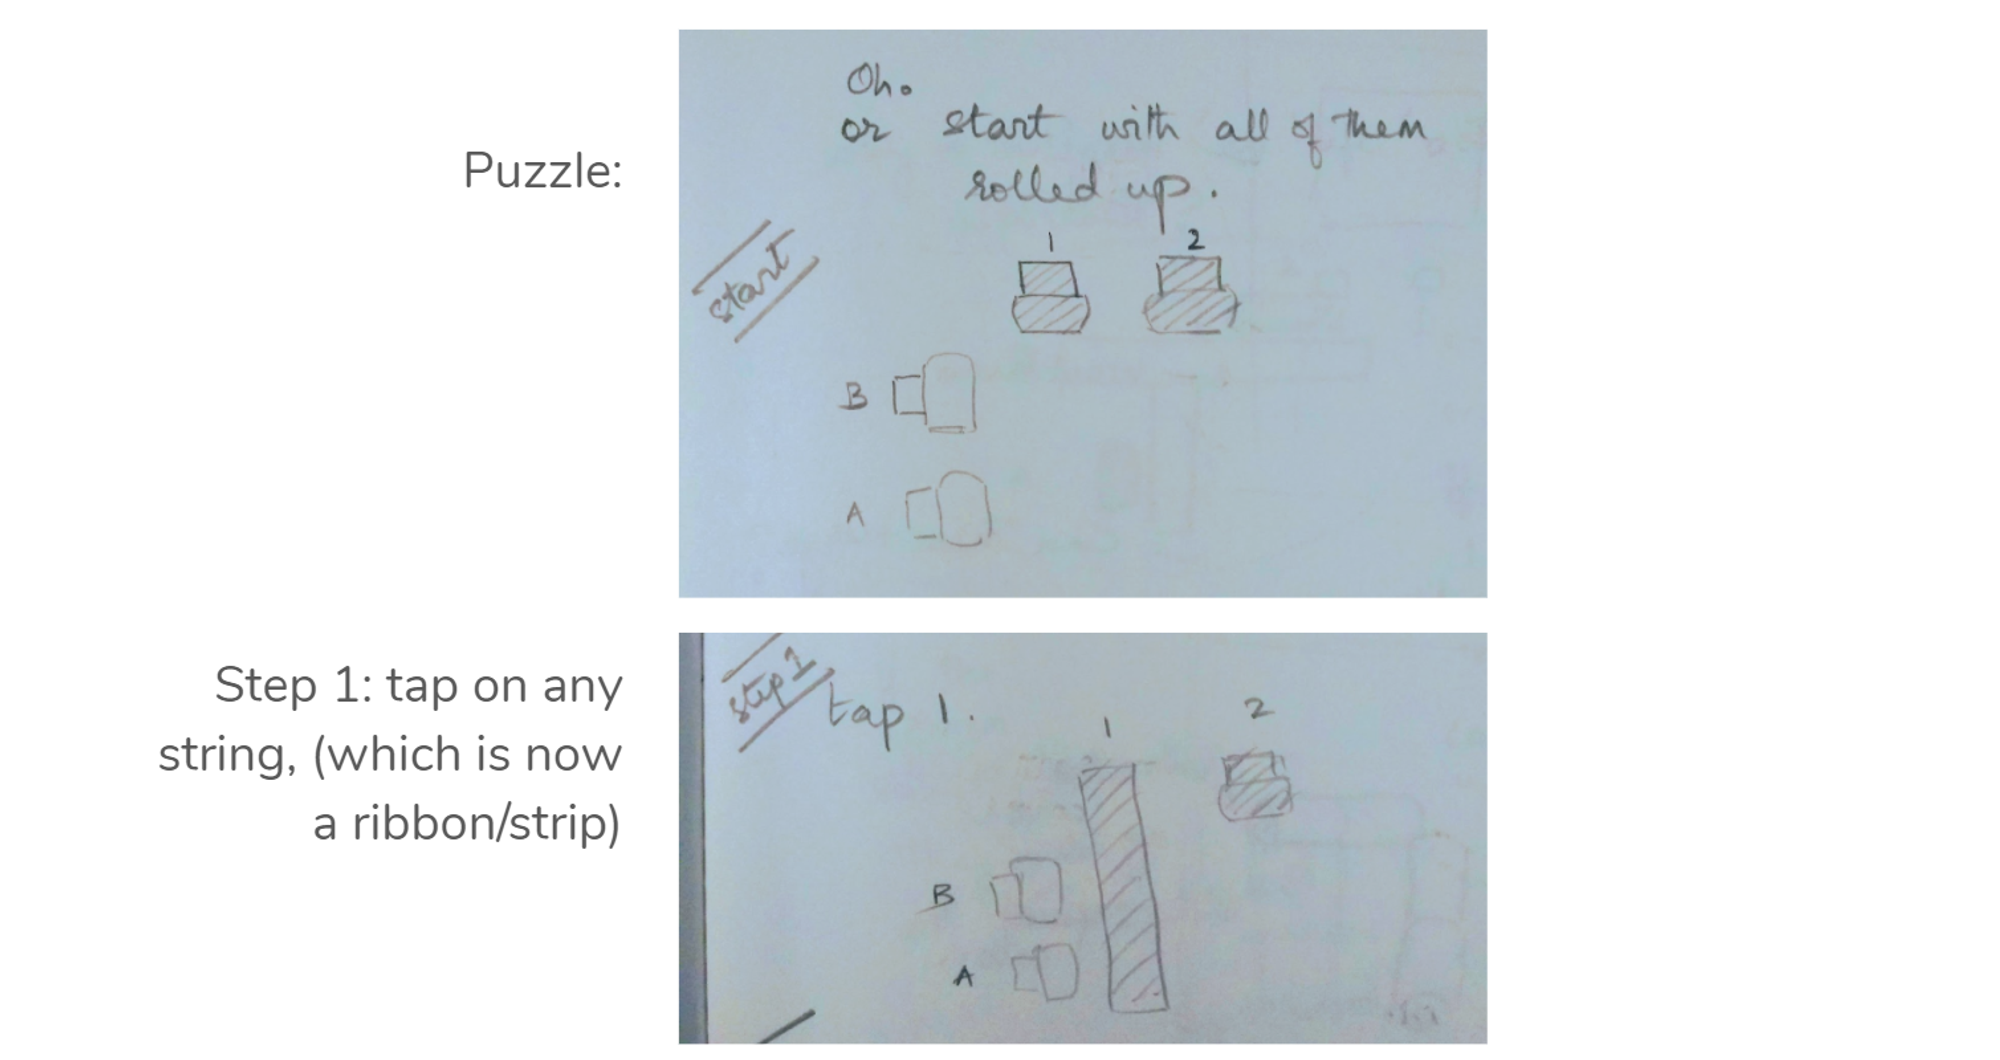 Puzzle:
Oh.
or start with all of them
rolled up.
start
1 2
B
A
Step 1: tap on any
string, (which is now
a ribbon/strip)
step 1
tap 1.
1 2
B
A